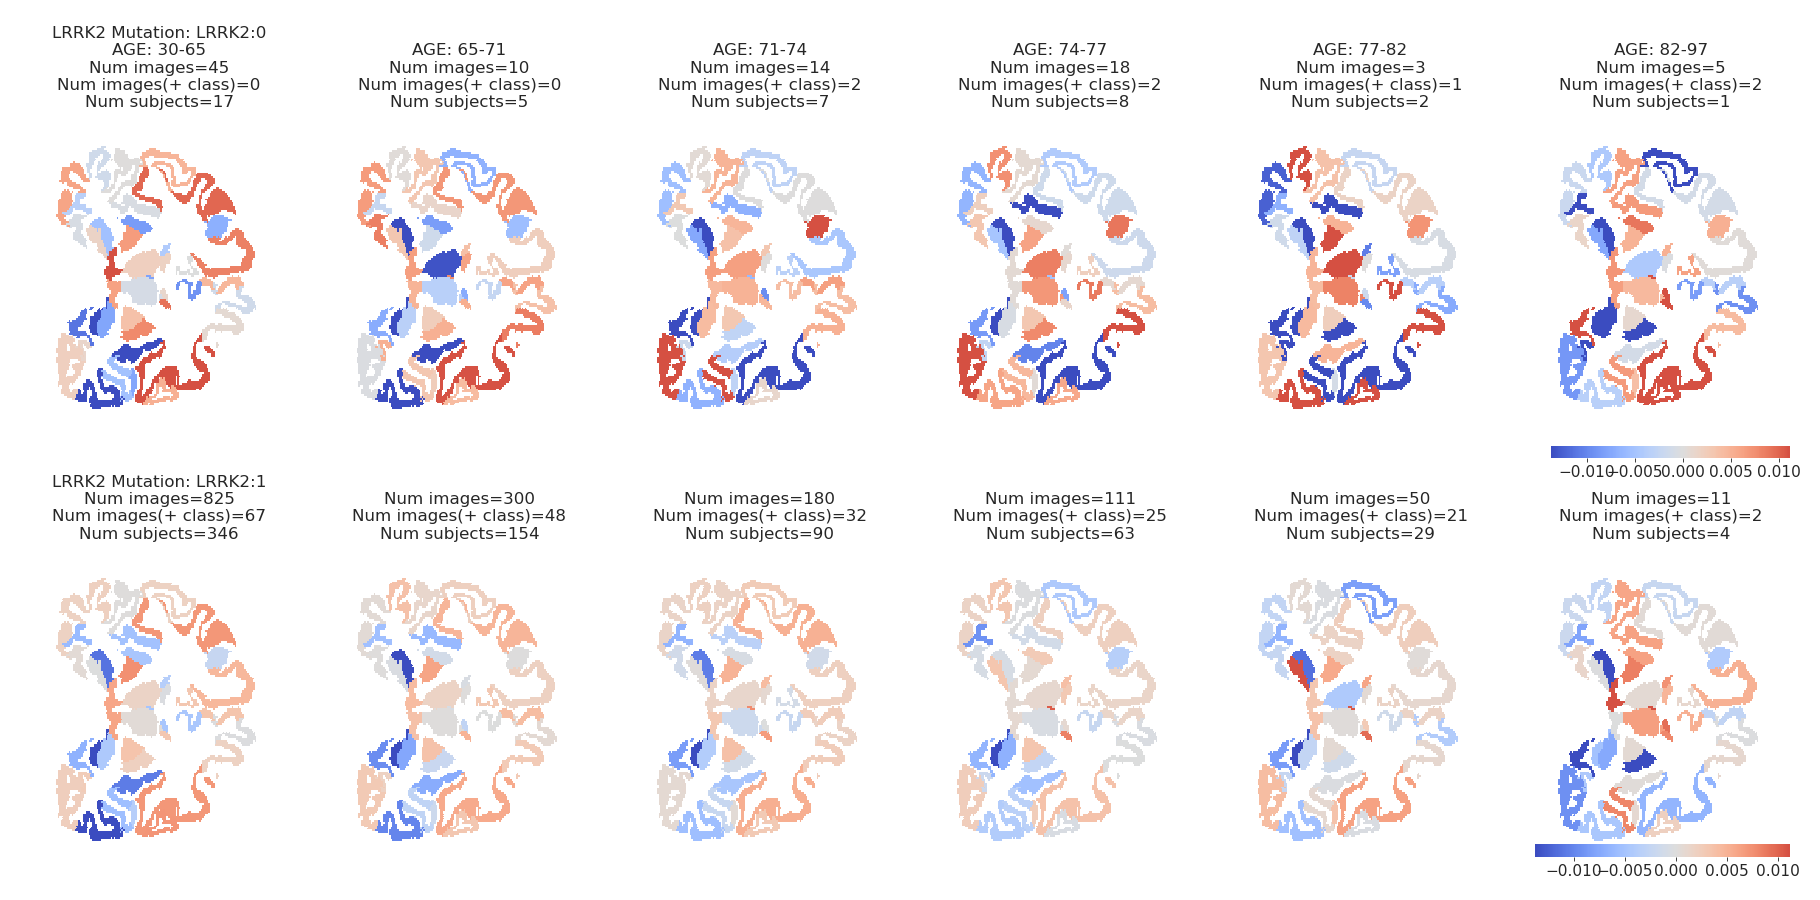 LRRK2 Mutation: LRRK2:0
AGE: 30-65
Num images=45
Num images(+ class)=0
Num subjects=17
AGE: 65-71
Num images=10
Num images(+ class)=0
Num subjects=5
AGE: 71-74
Num images=14
Num images(+ class)=2
Num subjects=7
AGE: 74-77
Num images=18
Num images(+ class)=2
Num subjects=8
AGE: 77-82
Num images=3
Num images(+ class)=1
Num subjects=2
AGE: 82-97
Num images=5
Num images(+ class)=2
Num subjects=1
−0.010 −0.005 0.000 0.005 0.010
LRRK2 Mutation: LRRK2:1
Num images=825
Num images(+ class)=67
Num subjects=346
Num images=300
Num images(+ class)=48
Num subjects=154
Num images=180
Num images(+ class)=32
Num subjects=90
Num images=111
Num images(+ class)=25
Num subjects=63
Num images=50
Num images(+ class)=21
Num subjects=29
Num images=11
Num images(+ class)=2
Num subjects=4
−0.010 −0.005 0.000 0.005 0.010